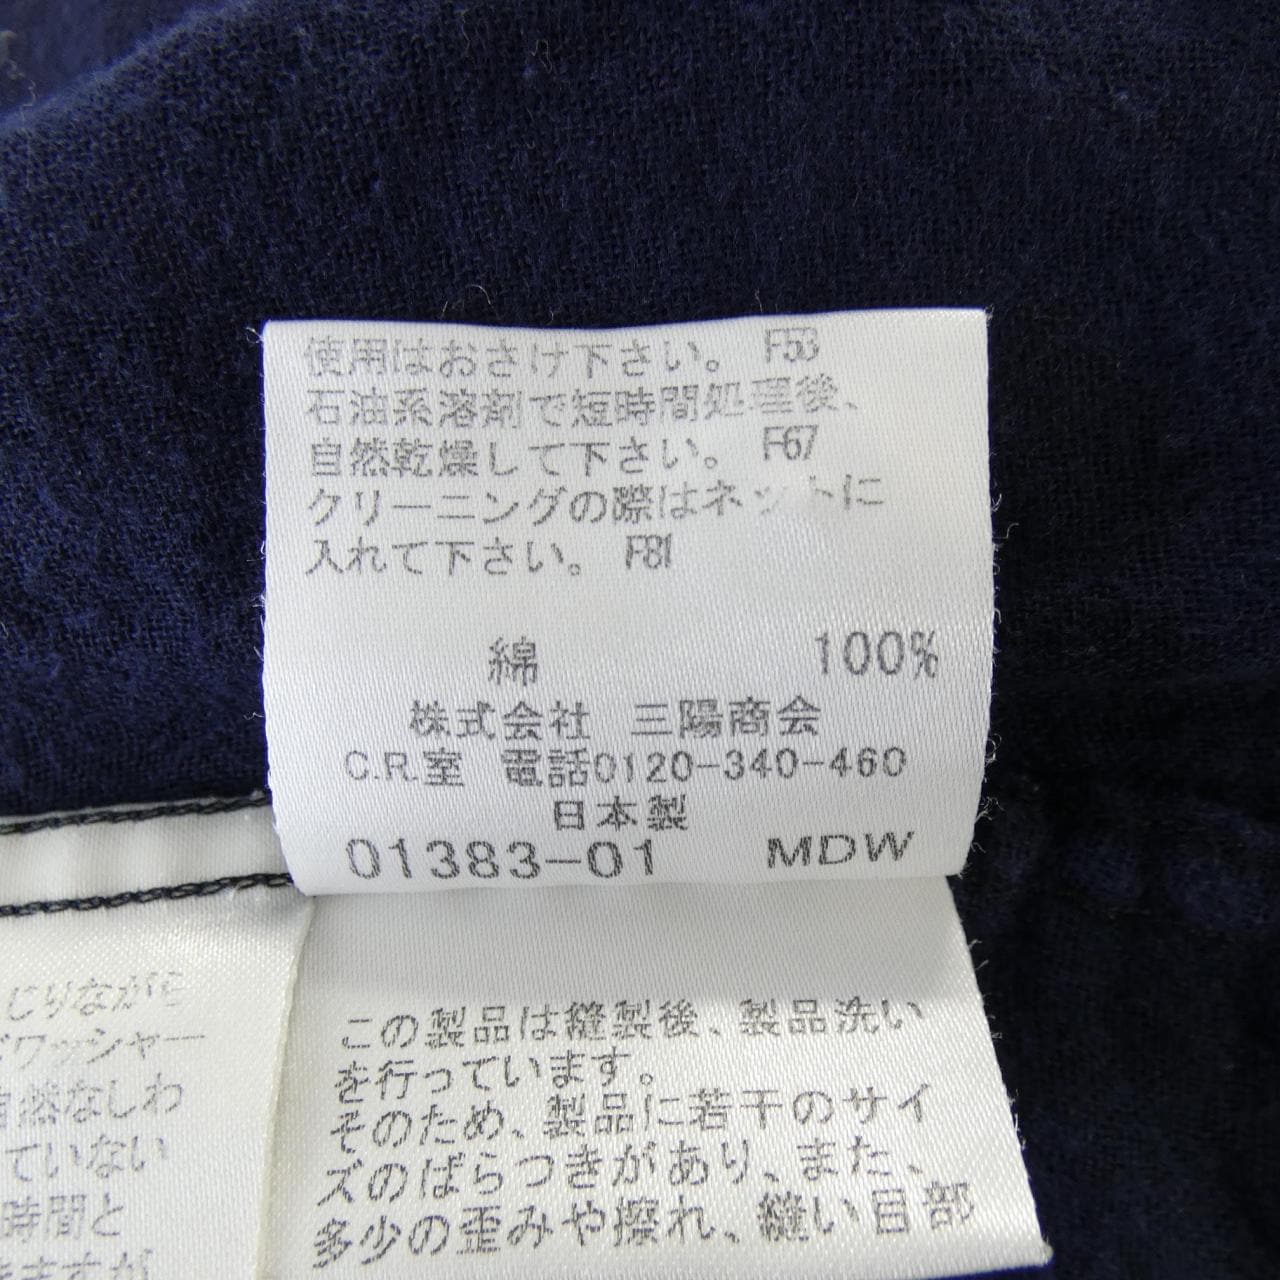 使用はおさけ下さい。 F53
石油系溶剤で短時間処理後、
自然乾燥して下さい。 F67
クリーニングの際はネットに
入れて下さい。 F81
綿 100%
株式会社 三陽商会
C.R.室 電話0120-340-460
日本製
01383-01 MDW
じりながら
ワッシャー
自然なしわ
ていない
時間と
きますが
この製品は縫製後、製品洗い
を行っています。
そのため、製品に若干のサイ
ズのばらつきがあり、また、
多少の歪みや擦れ、縫い目部